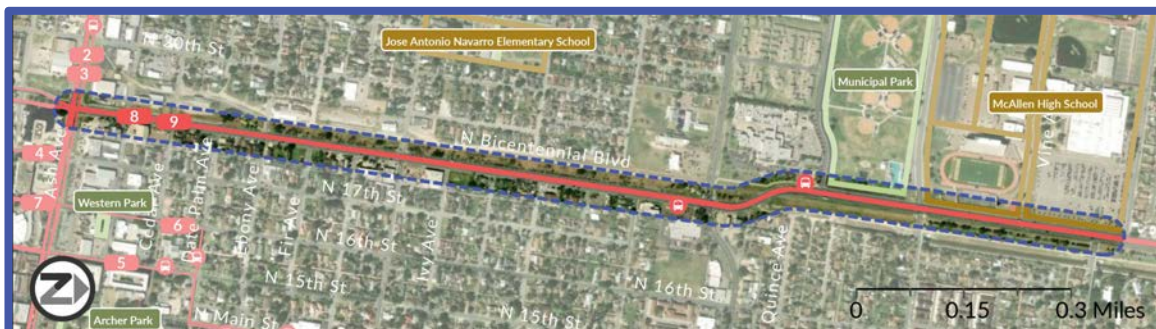 N 30th St
Jose Antonio Navarro Elementary School
2
3
Municipal Park
McAllen High School
8
9
N Bicentennial Blvd
Vine Av
4
Ash Ave
7
Western Park
Cedar Ave
Date Palm Ave
Ebony Ave
Fir Ave
N 17th St
Ivy Ave
6
N 16th St
5
N 15th St
N 16th St
Quince Ave
Z
0 0.15 0.3 Miles
Archer Park
N Main St
N 15th St